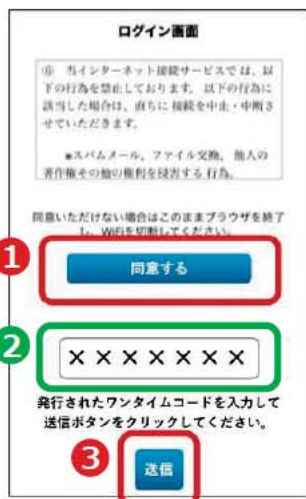 ログイン画面
⑥ 当インターネット接続サービスでは、以
下の行為を禁止しております。以下の行為に
該当した場合は、直ちに接続を中止・中断さ
せていただきます。
※スパムメール、ファイル交換、他人の
著作権その他の権利を侵害する行為。
同意いただけない場合はこのままブラウザを終了
し、WiFiを切断してください。
1
同意する
2
×××××××
発行されたワンタイムコードを入力して
送信ボタンをクリックしてください。
3
送信